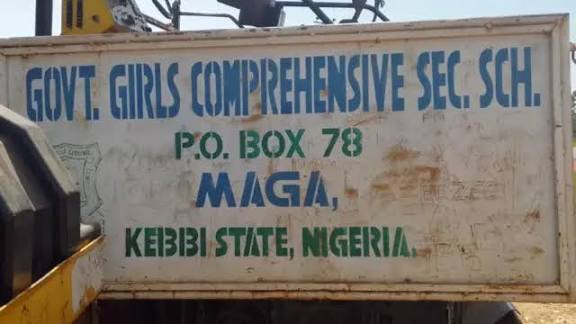 GOVT. GIRLS COMPREHENSIVE SEC. SCH.
P.O. BOX 78
MAGA,
KEBBI STATE, NIGERIA.